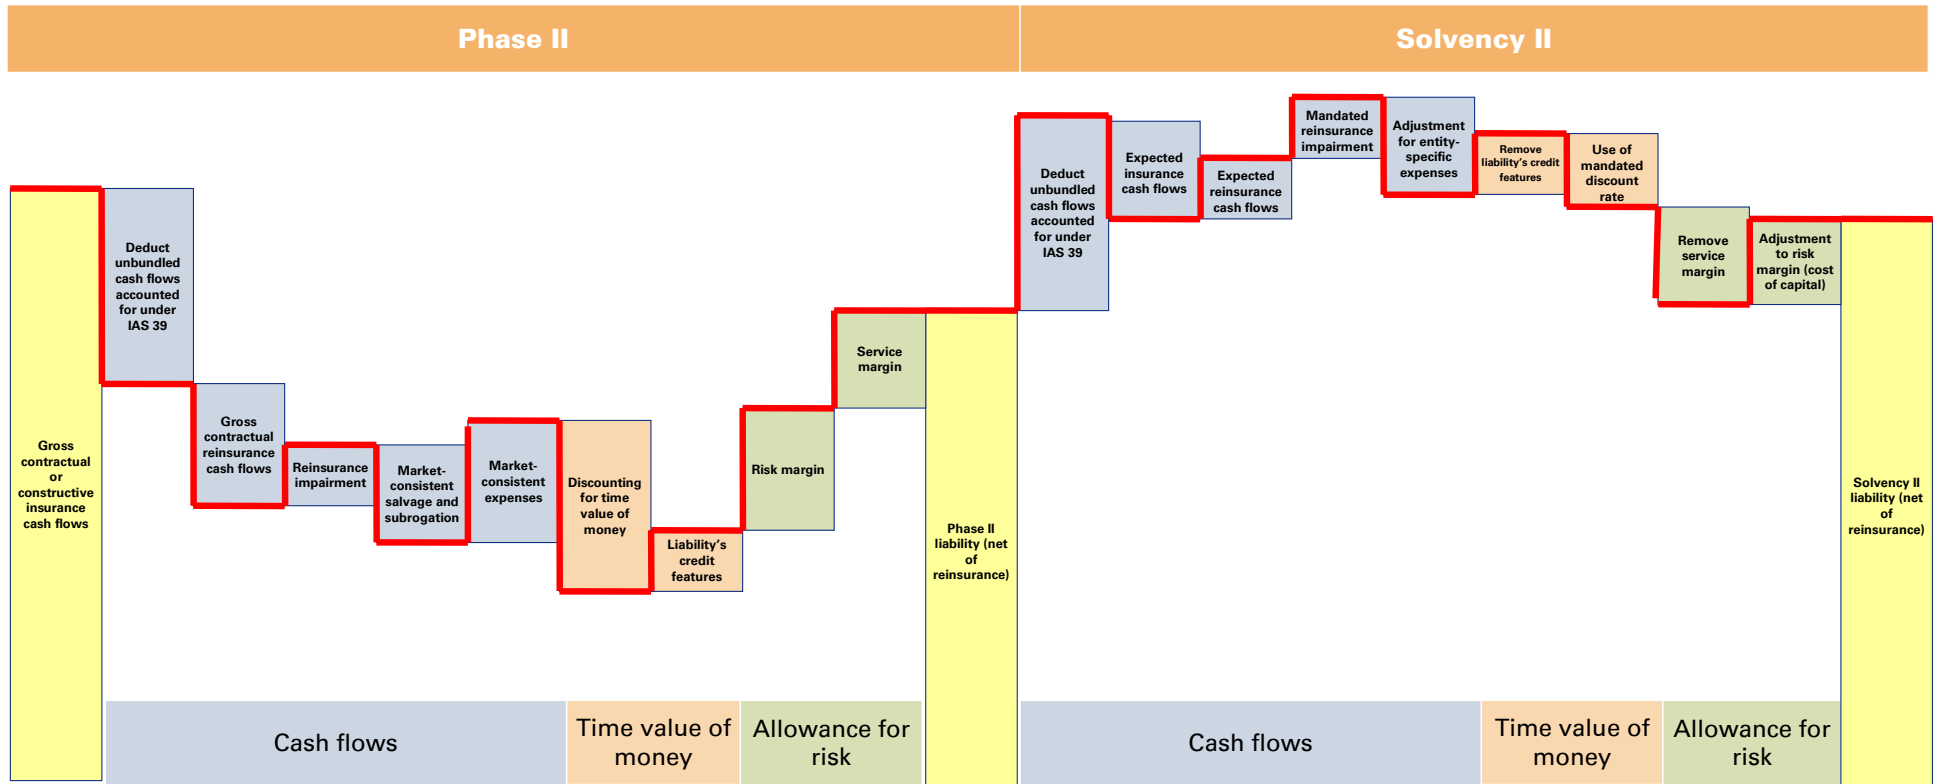 Phase II
Solvency II
Gross
contractual
or
constructive
insurance
cash flows
Deduct
unbundled
cash flows
accounted
for under
IAS 39
Gross
contractual
reinsurance
cash flows
Reinsurance
impairment
Market-
consistent
salvage and
subrogation
Market-
consistent
expenses
Discounting
for time
value of
money
Liability's
credit
features
Risk margin
Service
margin
Phase II
liability (net
of
reinsurance)
Deduct
unbundled
cash flows
accounted
for under
IAS 39
Expected
insurance
cash flows
Expected
reinsurance
cash flows
Mandated
reinsurance
impairment
Adjustment
for entity-
specific
expenses
Remove
liability's credit
features
Use of
mandated
discount
rate
Remove
service
margin
Adjustment
to risk
margin (cost
of capital)
Solvency II
liability (net
of
reinsurance)
Cash flows
Time value of
money
Allowance for
risk
Cash flows
Time value of
money
Allowance for
risk